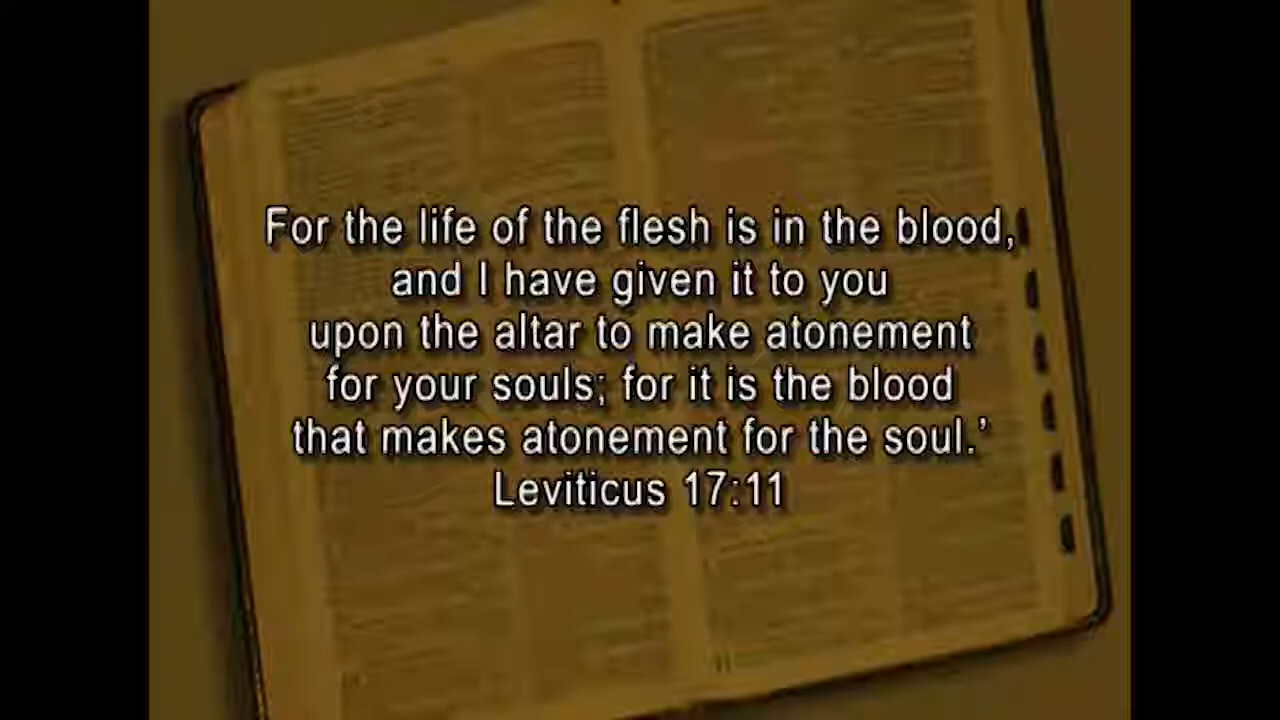 For the life of the flesh is in the blood,
and I have given it to you
upon the altar to make atonement
for your souls; for it is the blood
that makes atonement for the soul.’
Leviticus 17:11